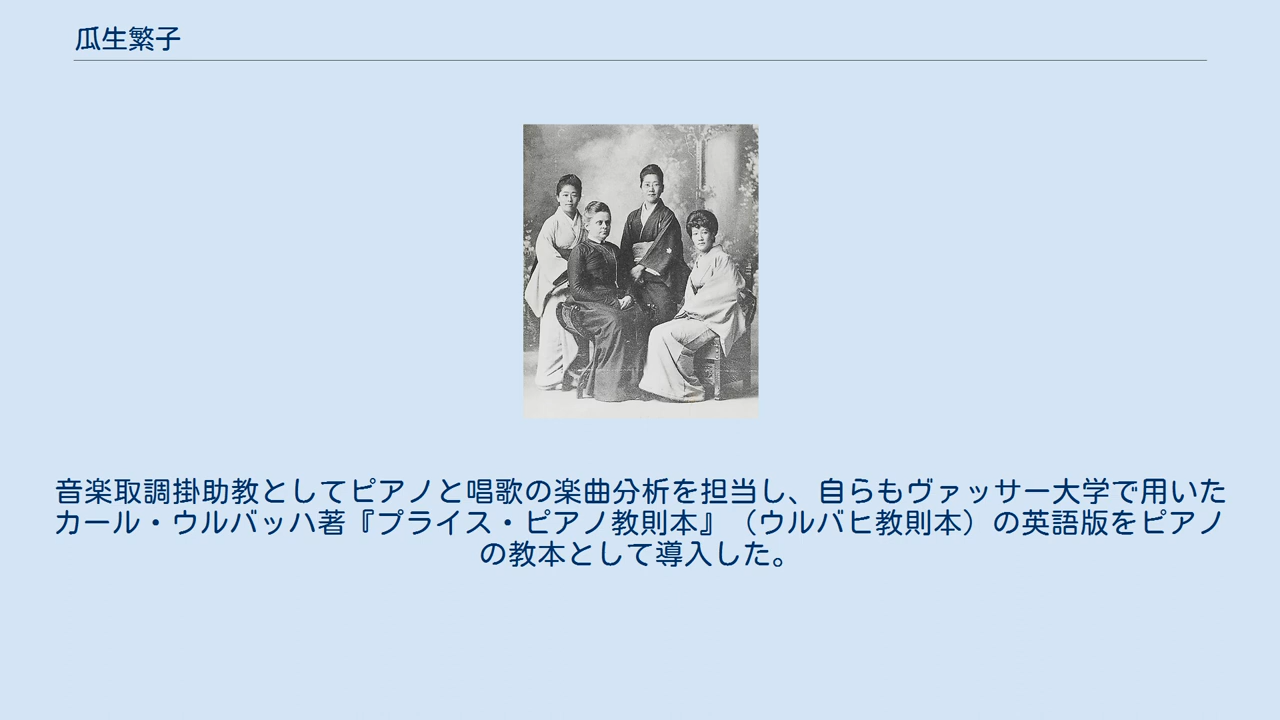 瓜生繁子
音楽取調掛助教としてピアノと唱歌の楽曲分析を担当し、自らもヴァッサー大学で用いた
カール・ウルバッハ著『プライス・ピアノ教則本』（ウルバヒ教則本）の英語版をピアノ
の教本として導入した。